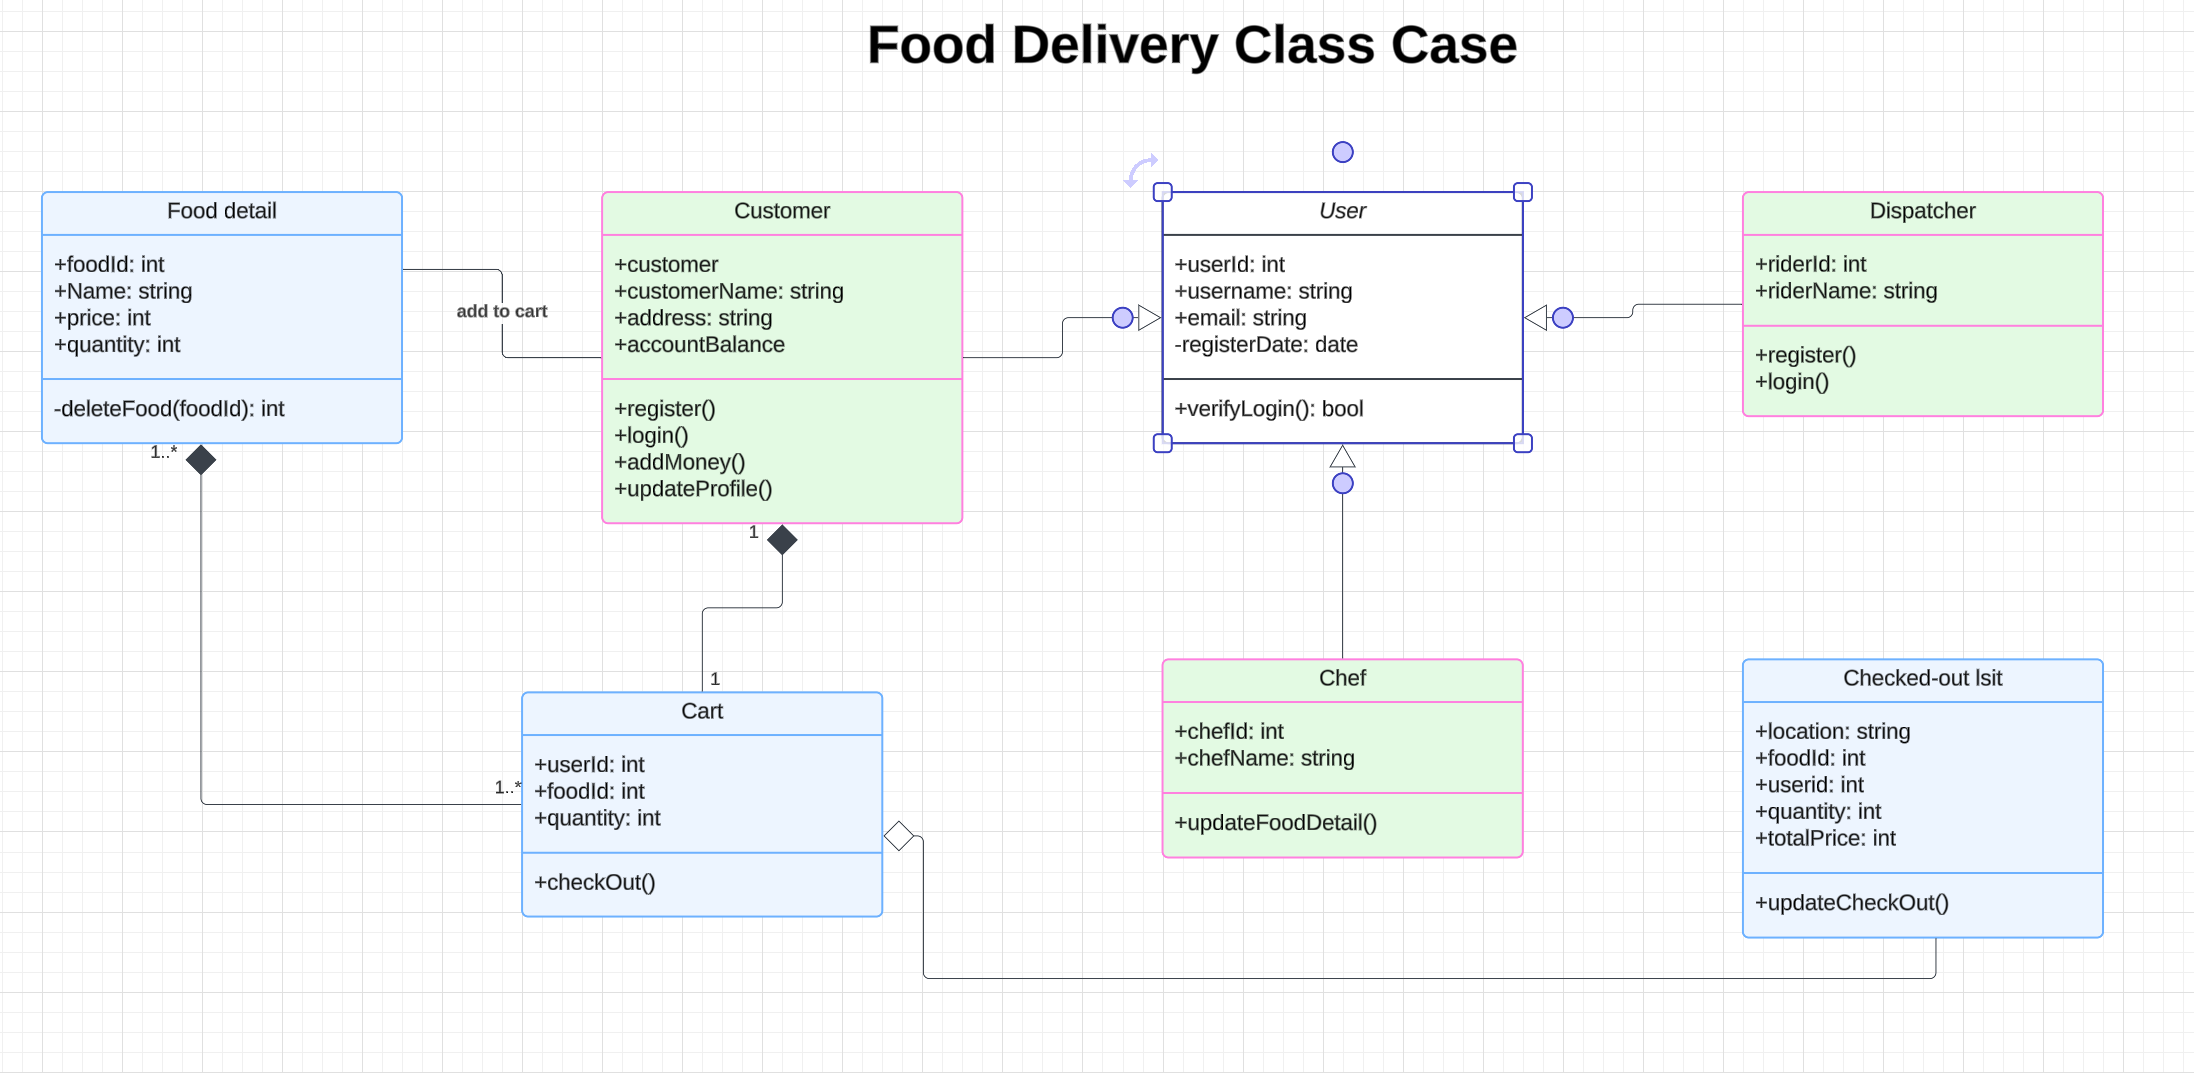 Food Delivery Class Case
Food detail
+foodId: int
+Name: string
+price: int
+quantity: int
-deleteFood(foodId): int
1..*
add to cart
Customer
+customer
+customerName: string
+address: string
+accountBalance
+register()
+login()
+addMoney()
+updateProfile()
1
User
+userId: int
+username: string
+email: string
-registerDate: date
+verifyLogin(): bool
Dispatcher
+riderId: int
+riderName: string
+register()
+login()
1
1..*
Cart
+userId: int
+foodId: int
+quantity: int
+checkOut()
Chef
+chefId: int
+chefName: string
+updateFoodDetail()
Checked-out lsit
+location: string
+foodId: int
+userid: int
+quantity: int
+totalPrice: int
+updateCheckOut()